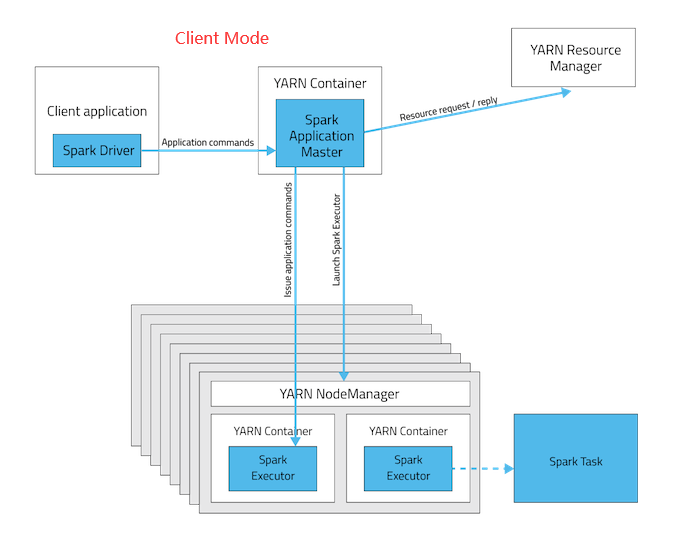 Client Mode
YARN Resource
Manager
YARN Container
Client application
Spark
Application
Master
Spark Driver
Application commands
Resource request / reply
Issue application commands
Launch Spark Executor
YARN NodeManager
YARN Container
YARN Container
Spark
Executor
Spark
Executor
Spark Task